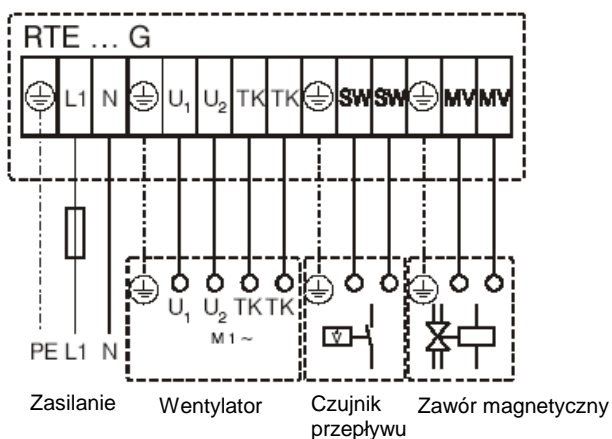 RTE ... G
L1 N U1 U2 TK TK SW SW MV MV
U1 U2 TK TK
M 1 ~
PE L1 N
Zasilanie Wentylator Czujnik przepływu Zawór magnetyczny